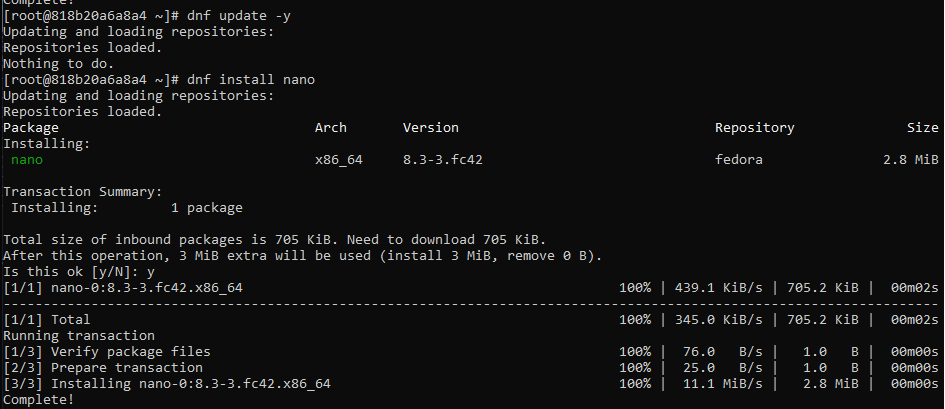 Complete!
[root@818b20a6a8a4 ~]# dnf update -y
Updating and loading repositories:
Repositories loaded.
Nothing to do.
[root@818b20a6a8a4 ~]# dnf install nano
Updating and loading repositories:
Repositories loaded.
Package Arch Version Repository Size
Installing:
nano x86_64 8.3-3.fc42 fedora 2.8 MiB
Transaction Summary:
Installing: 1 package
Total size of inbound packages is 705 KiB. Need to download 705 KiB.
After this operation, 3 MiB extra will be used (install 3 MiB, remove 0 B).
Is this ok [y/N]: y
[1/1] nano-0:8.3-3.fc42.x86_64 100% | 439.1 KiB/s | 705.2 KiB | 00m02s
--------------------------------------------------------------------------------
[1/1] Total 100% | 345.0 KiB/s | 705.2 KiB | 00m02s
Running transaction
[1/3] Verify package files 100% | 76.0 B/s | 1.0 B | 00m00s
[2/3] Prepare transaction 100% | 25.0 B/s | 1.0 B | 00m00s
[3/3] Installing nano-0:8.3-3.fc42.x86_64 100% | 11.1 MiB/s | 2.8 MiB | 00m00s
Complete!